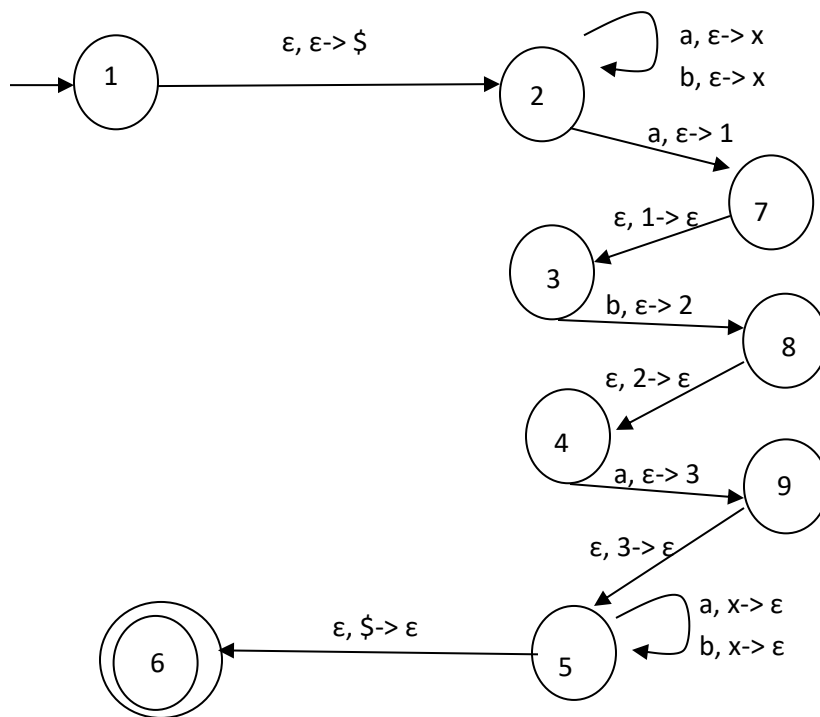 ε, ε-> $
a, ε-> x
b, ε-> x
1
2
a, ε-> 1
7
ε, 1-> ε
3
b, ε-> 2
8
ε, 2-> ε
4
a, ε-> 3
9
ε, 3-> ε
a, x-> ε
b, x-> ε
ε, $-> ε
6
5